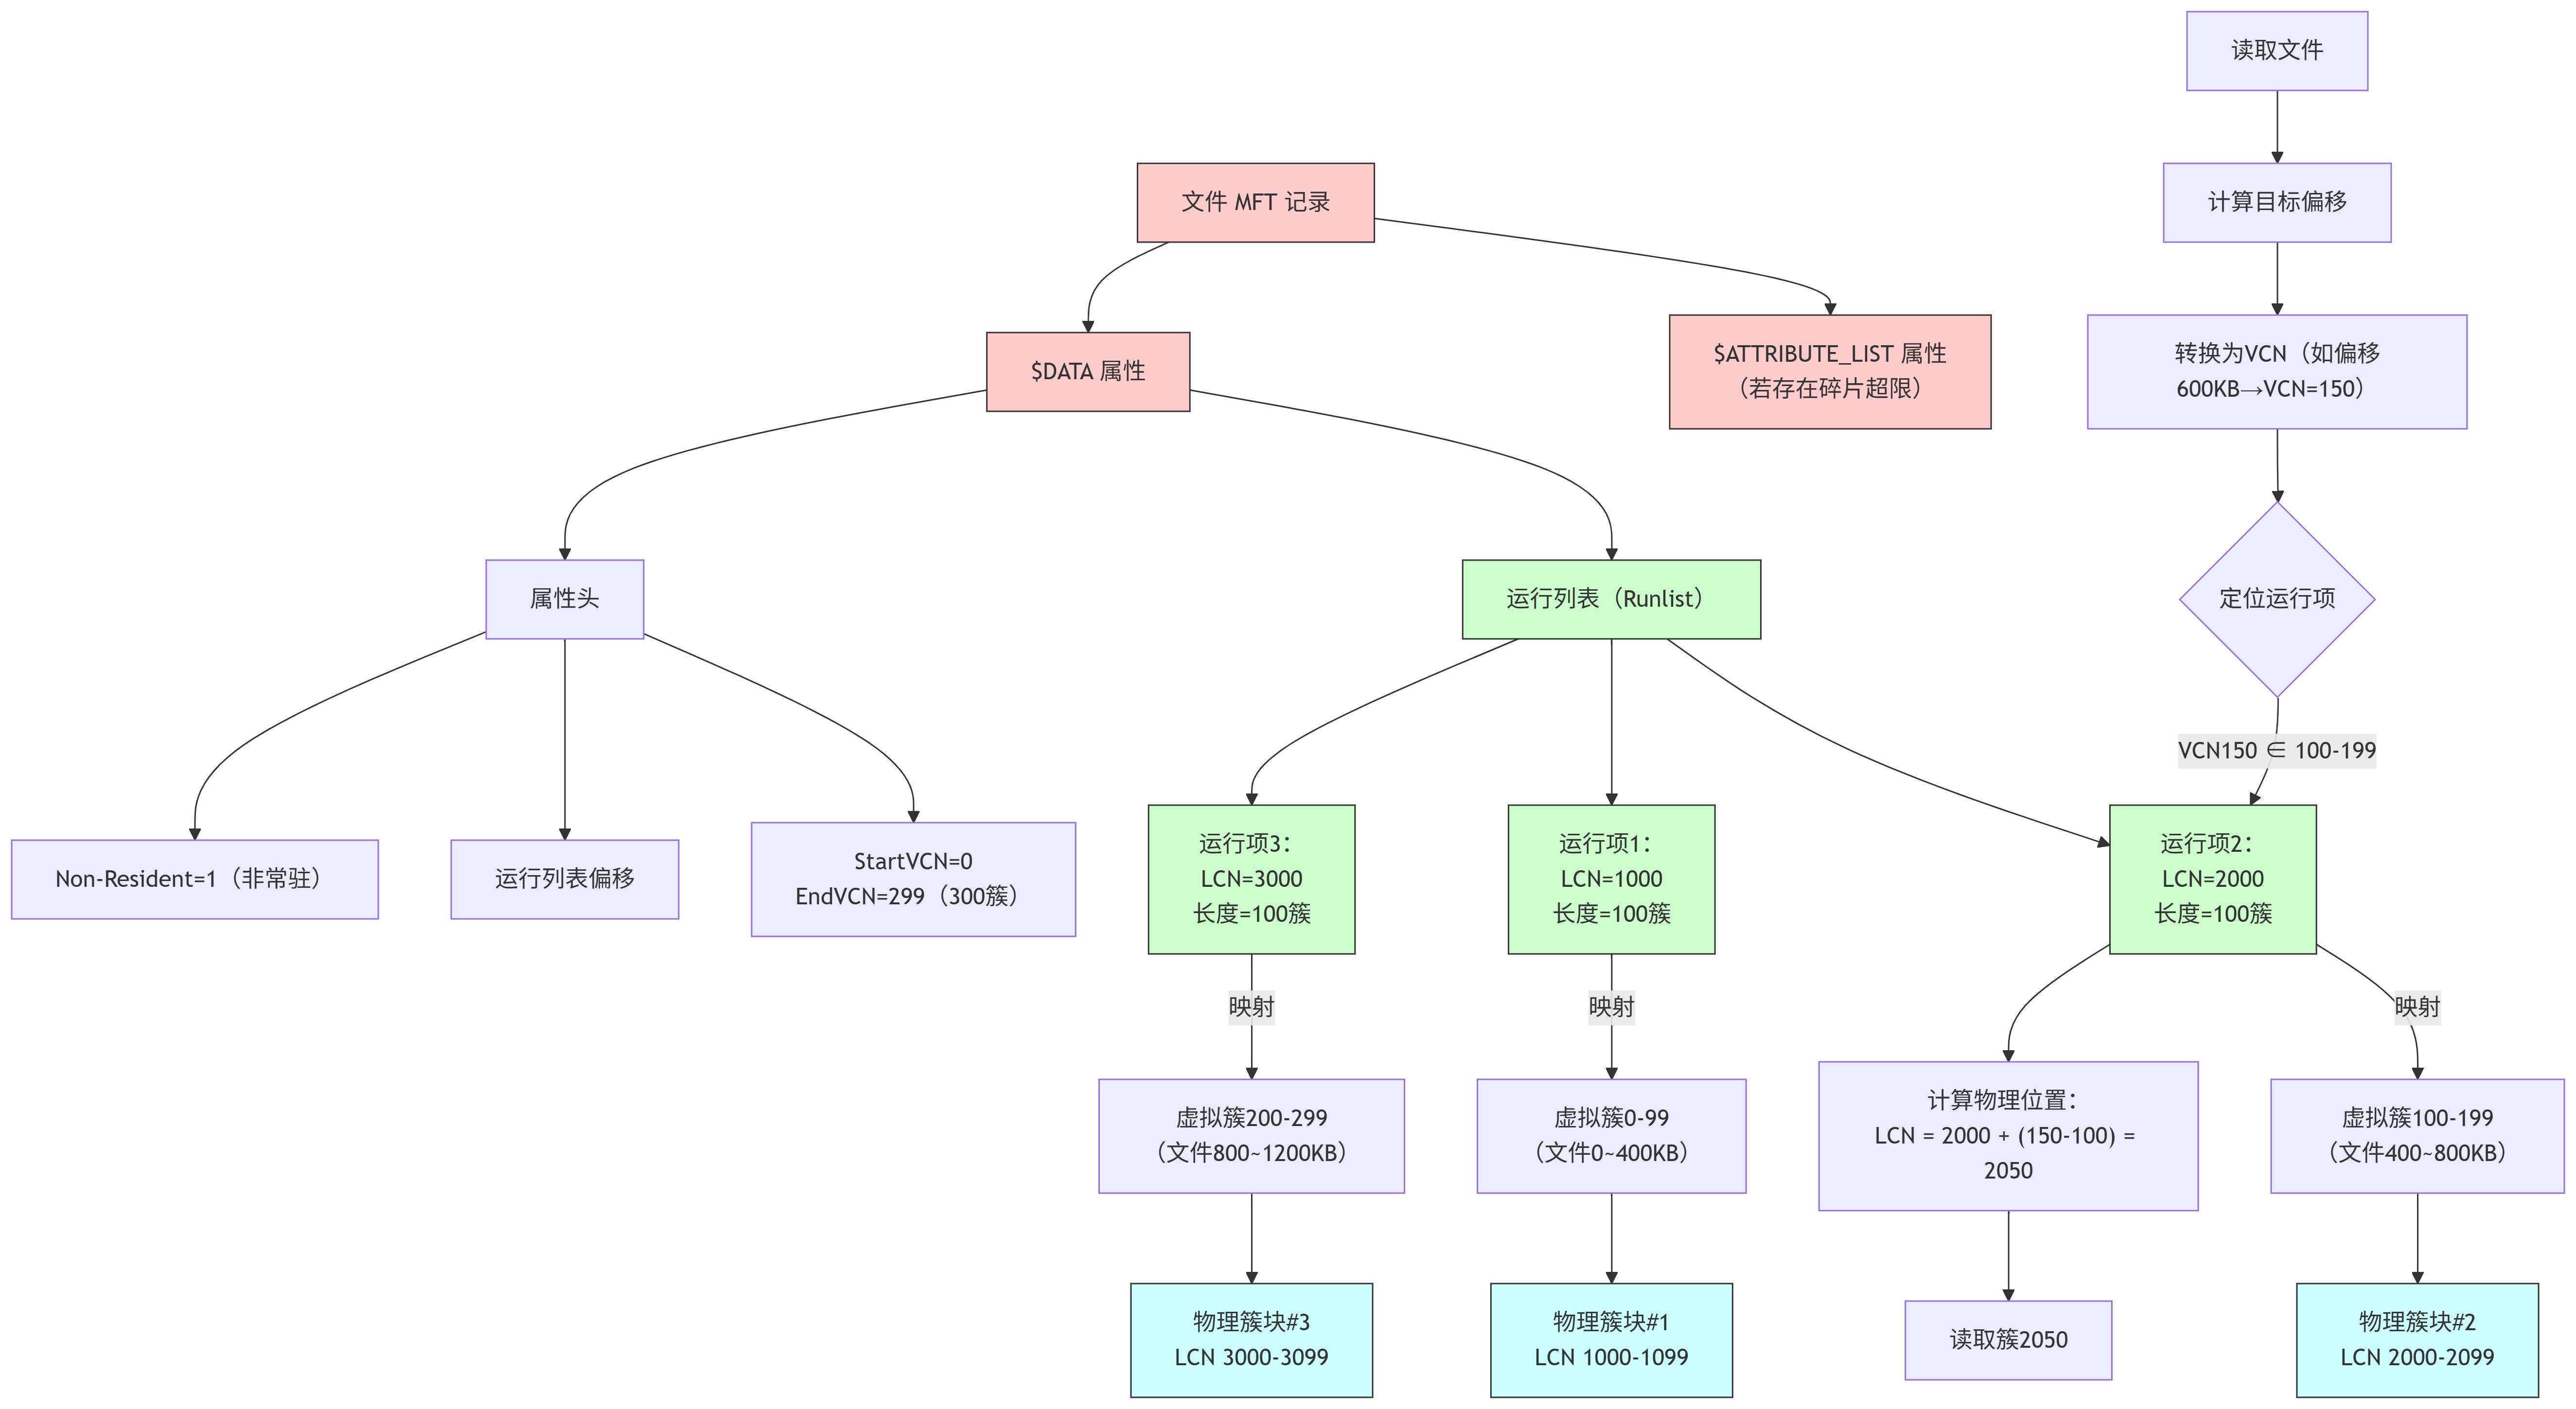 读取文件
文件 MFT 记录
计算目标偏移
$DATA 属性
$ATTRIBUTE_LIST 属性
（若存在碎片超限）
转换为VCN（如偏移
600KB→VCN=150）
属性头
运行列表（Runlist）
定位运行项
VCN150 ∈ 100-199
Non-Resident=1（非常驻）
运行列表偏移
StartVCN=0
EndVCN=299（300簇）
运行项3：
LCN=3000
长度=100簇
运行项1：
LCN=1000
长度=100簇
运行项2：
LCN=2000
长度=100簇
映射
映射
映射
虚拟簇200-299
（文件800~1200KB）
虚拟簇0-99
（文件0~400KB）
计算物理位置：
LCN = 2000 + (150-100) =
2050
虚拟簇100-199
（文件400~800KB）
物理簇块#3
LCN 3000-3099
物理簇块#1
LCN 1000-1099
读取簇2050
物理簇块#2
LCN 2000-2099